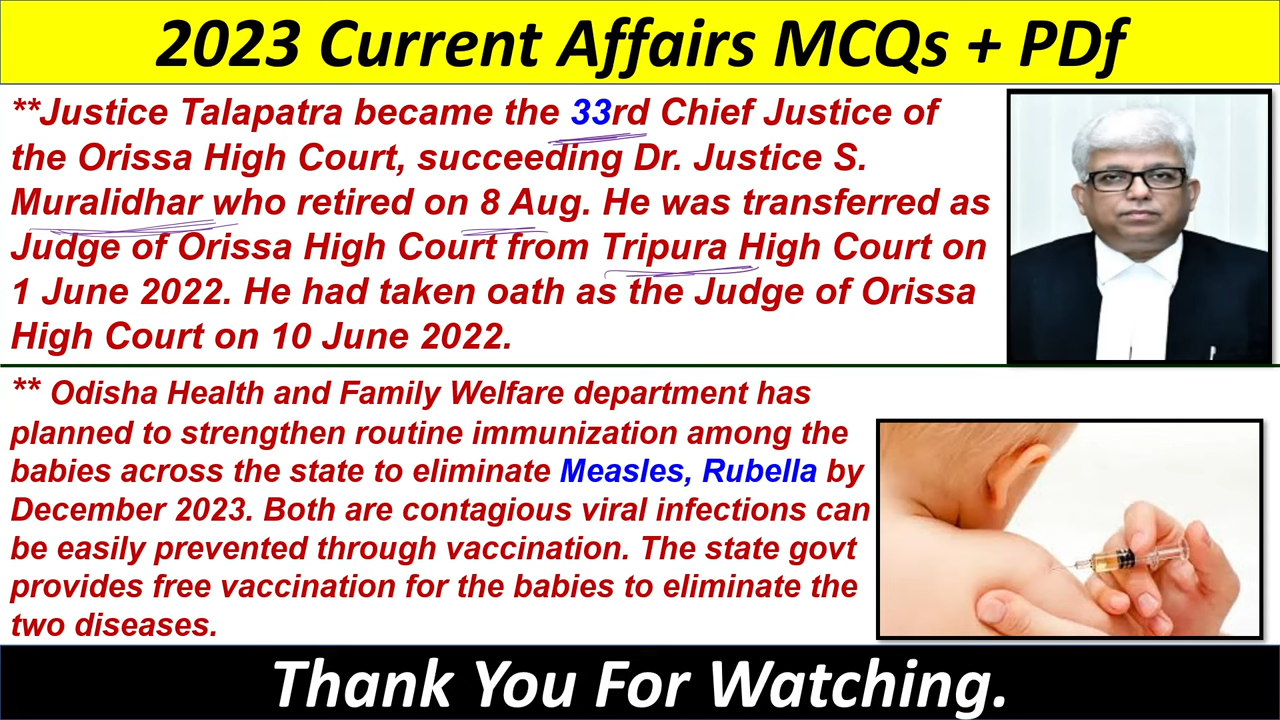 2023 Current Affairs MCQs + PDf
**Justice Talapatra became the 33rd Chief Justice of
the Orissa High Court, succeeding Dr. Justice S.
Muralidhar who retired on 8 Aug. He was transferred as
Judge of Orissa High Court from Tripura High Court on
1 June 2022. He had taken oath as the Judge of Orissa
High Court on 10 June 2022.
** Odisha Health and Family Welfare department has
planned to strengthen routine immunization among the
babies across the state to eliminate Measles, Rubella by
December 2023. Both are contagious viral infections can
be easily prevented through vaccination. The state govt
provides free vaccination for the babies to eliminate the
two diseases.
Thank You For Watching.